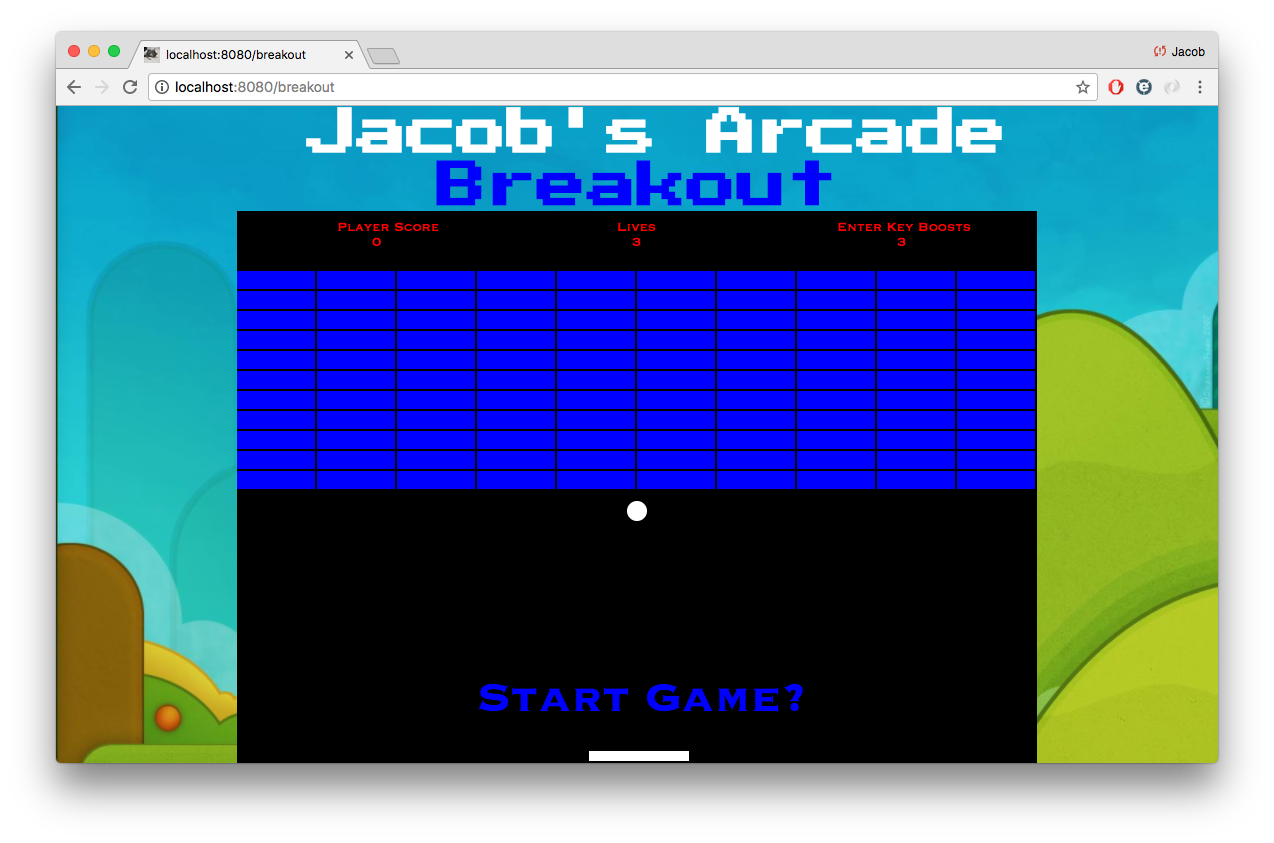 localhost:8080/breakout
Jacob
localhost:8080/breakout
Jacob's Arcade
Breakout
Player Score Lives Enter Key Boosts
0 3 3
Start Game?